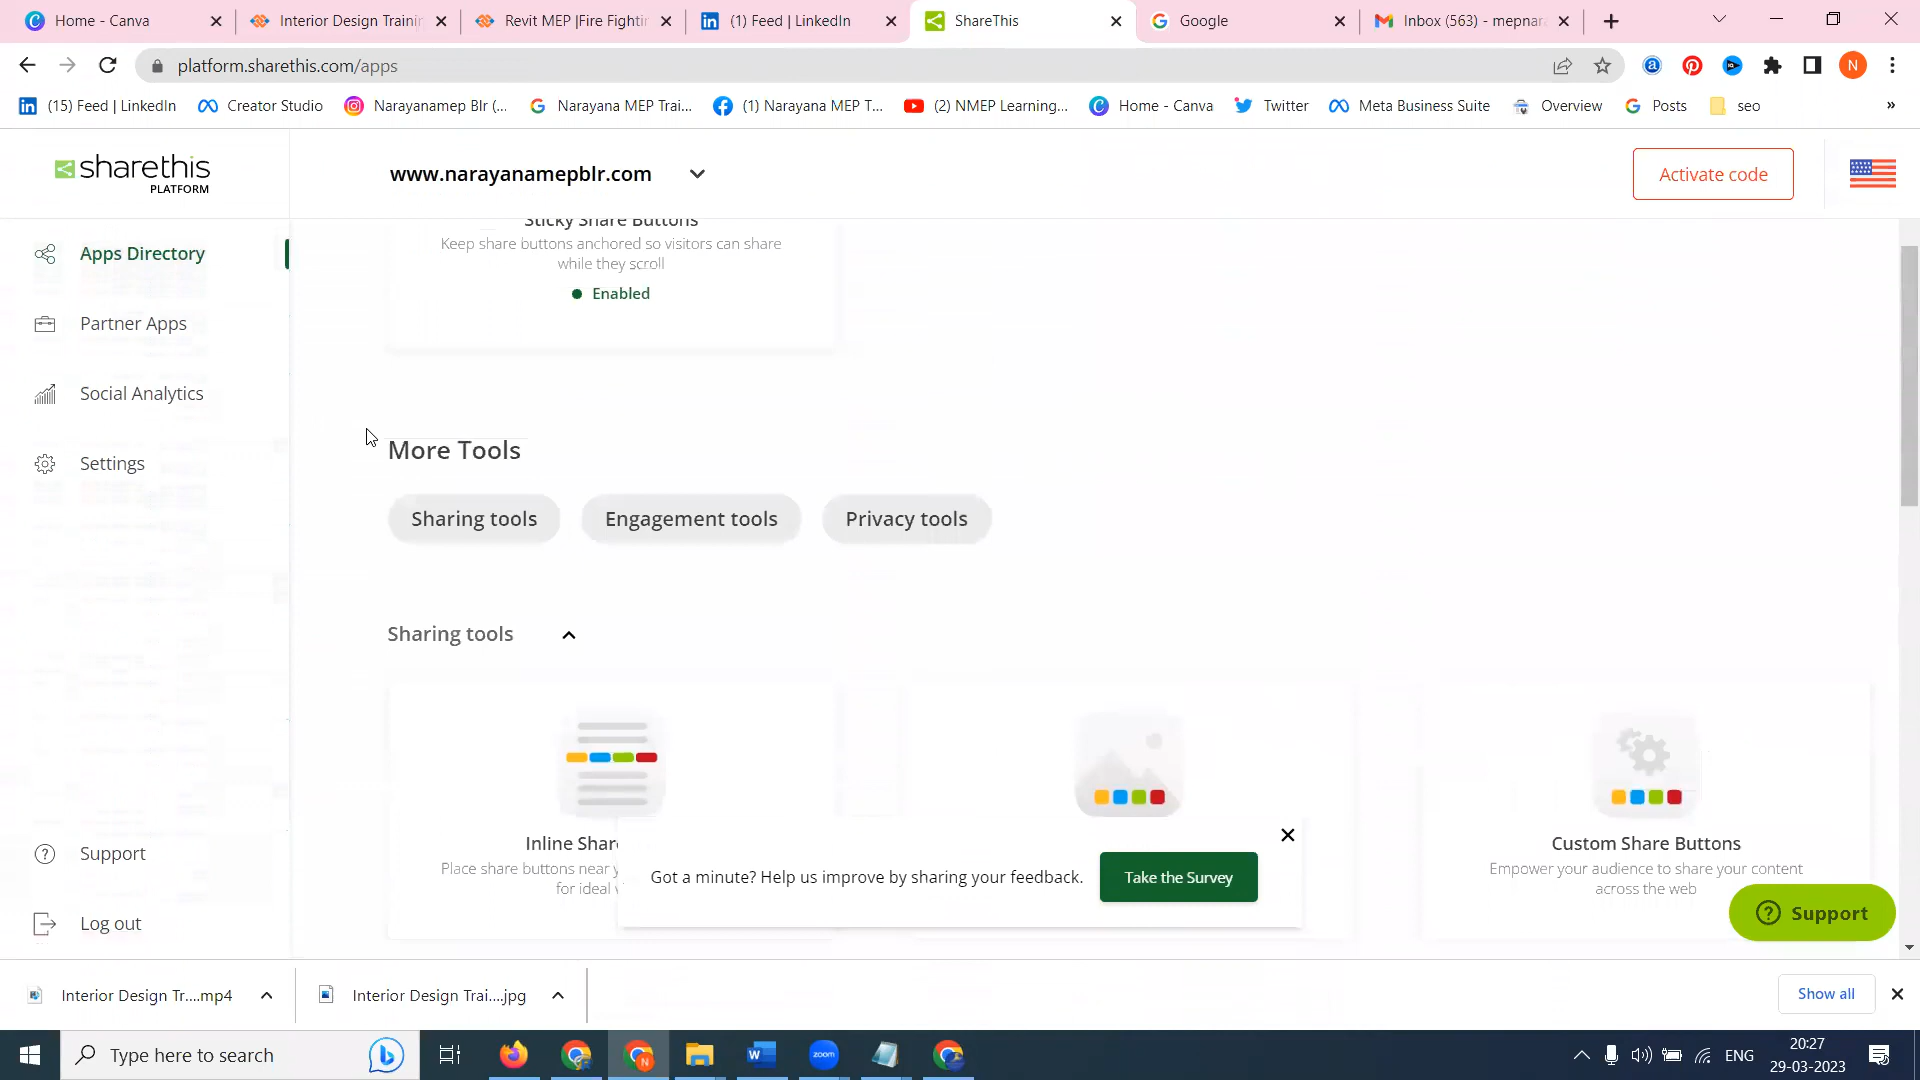 Home - Canva
Interior Design Trainin
Revit MEP |Fire Fightin
(1) Feed | LinkedIn
ShareThis
Google
Inbox (563) - mepnara
platform.sharethis.com/apps
N
(15) Feed | LinkedIn
Creator Studio
Narayanamep Blr (...
Narayana MEP Trai...
(1) Narayana MEP T...
(2) NMEP Learning...
Home - Canva
Twitter
Meta Business Suite
Overview
Posts
seo
»
sharethis
PLATFORM
www.narayanamepblr.com
Activate code
Apps Directory
Partner Apps
Social Analytics
Settings
Support
Log out
Sticky Share Buttons
Keep share buttons anchored so visitors can share
while they scroll
Enabled
More Tools
Sharing tools
Engagement tools
Privacy tools
Sharing tools
Inline Share
Place share buttons near y
for ideal v
Custom Share Buttons
Empower your audience to share your content
across the web
Got a minute? Help us improve by sharing your feedback.
Take the Survey
Support
Interior Design Tr....mp4
Interior Design Trai....jpg
Show all
Type here to search
zoom
ENG
20:27
29-03-2023